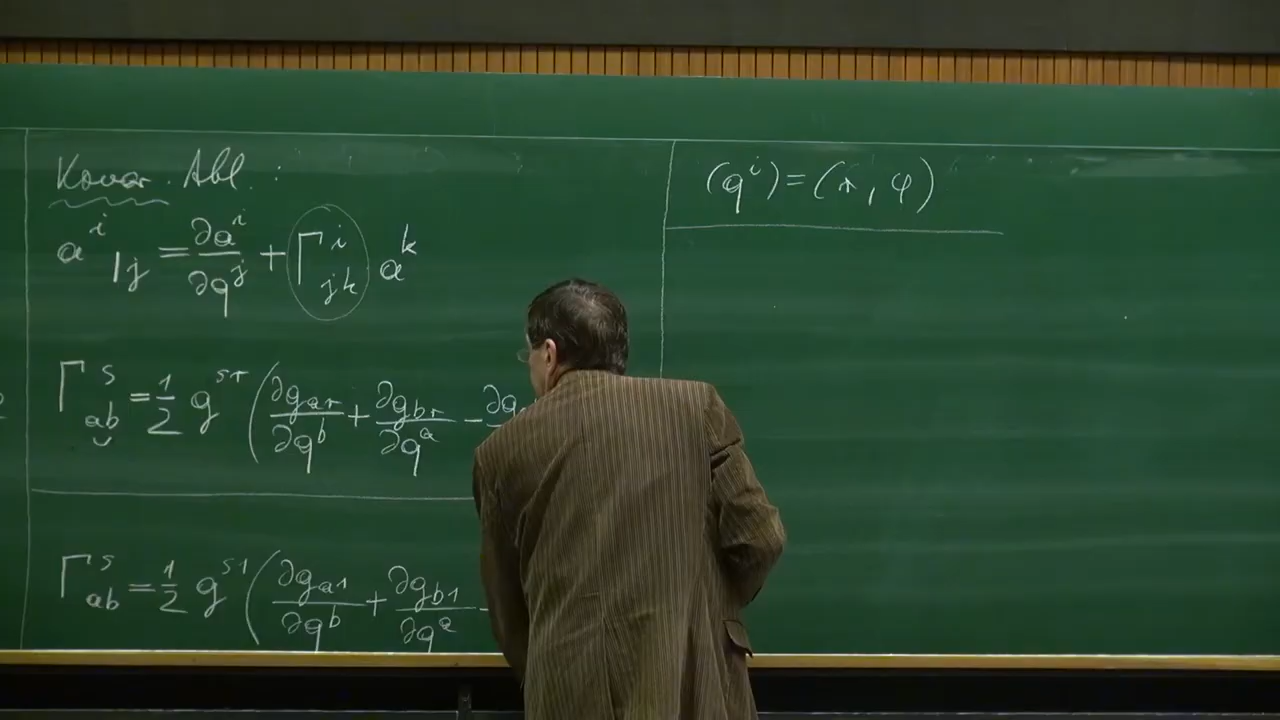 Kovar. Abl. :
a^i_{|j} = ∂a^i/∂q^j + Γ^i_{jk} a^k
Γ^s_{ab} = 1/2 g^{sr} (∂g_{ar}/∂q^b + ∂g_{br}/∂q^a - ∂g
Γ^s_{ab} = 1/2 g^{s1} (∂g_{a1}/∂q^b + ∂g_{b1}/∂q^a -
(q^i) = (r, φ)